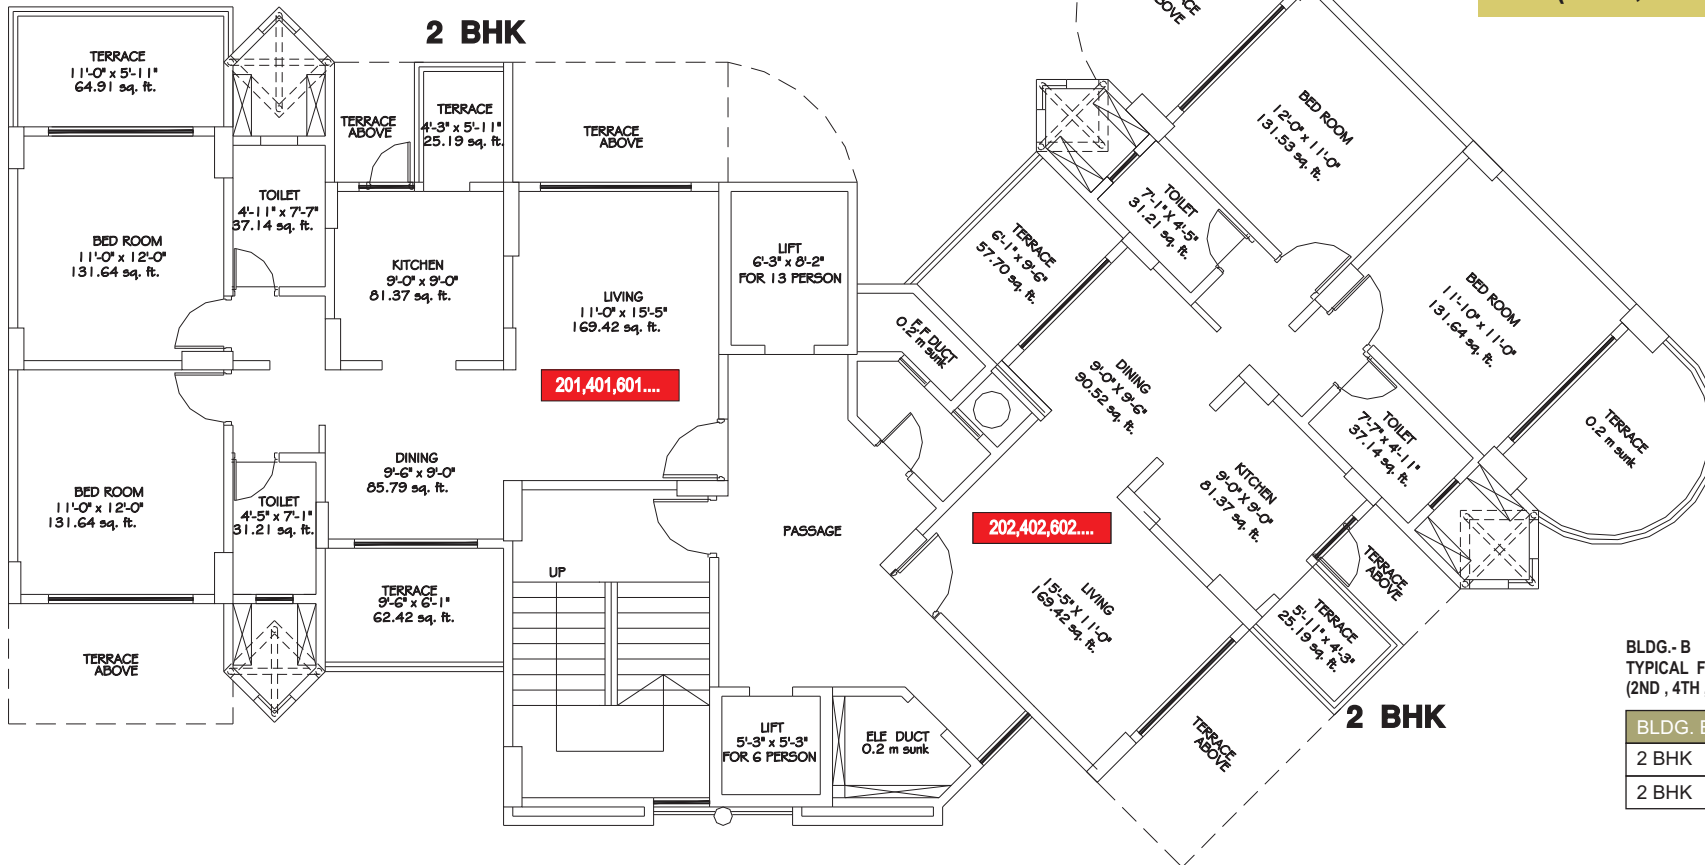 2 BHK
TERRACE
11'-0" x 5'-11"
64.91 sq. ft.
TERRACE
ABOVE
TERRACE
4'-3" x 5'-11"
25.19 sq. ft.
TERRACE
ABOVE
TOILET
4'-11" x 7'-7"
37.14 sq. ft.
BED ROOM
11'-0" x 12'-0"
131.64 sq. ft.
KITCHEN
9'-0" x 9'-0"
81.37 sq. ft.
LIVING
11'-0" x 15'-5"
169.42 sq. ft.
LIFT
6'-3" x 8'-2"
FOR 13 PERSON
201,401,601....
DINING
9'-6" x 9'-0"
85.79 sq. ft.
BED ROOM
11'-0" x 12'-0"
131.64 sq. ft.
TOILET
4'-5" x 7'-1"
31.21 sq. ft.
TERRACE
9'-6" x 6'-1"
62.42 sq. ft.
TERRACE
ABOVE
UP
PASSAGE
LIFT
5'-3" x 5'-3"
FOR 6 PERSON
ELE DUCT
0.2 m sunk
F.F DUCT
0.2 m sunk
ABOVE
BED ROOM
12'-0" x 11'-0"
131.53 sq. ft.
TOILET
7'-1" X 4'-5"
31.21 sq. ft.
TERRACE
6'-1" x 9'-6"
57.70 sq. ft.
BED ROOM
11'-10" x 11'-0"
131.64 sq. ft.
DINING
9'-0" X 9'-6"
90.52 sq. ft.
TOILET
7'-7" x 4'-11"
37.14 sq. ft.
TERRACE
0.2 m sunk
KITCHEN
9'-0" X 9'-0"
81.37 sq. ft.
202,402,602....
LIVING
15'-5" X 11'-0"
169.42 sq. ft.
TERRACE
ABOVE
TERRACE
5'-11" x 4'-3"
25.19 sq. ft.
TERRACE
ABOVE
2 BHK
BLDG.- B
TYPICAL F
(2ND , 4TH
BLDG. B
2 BHK
2 BHK